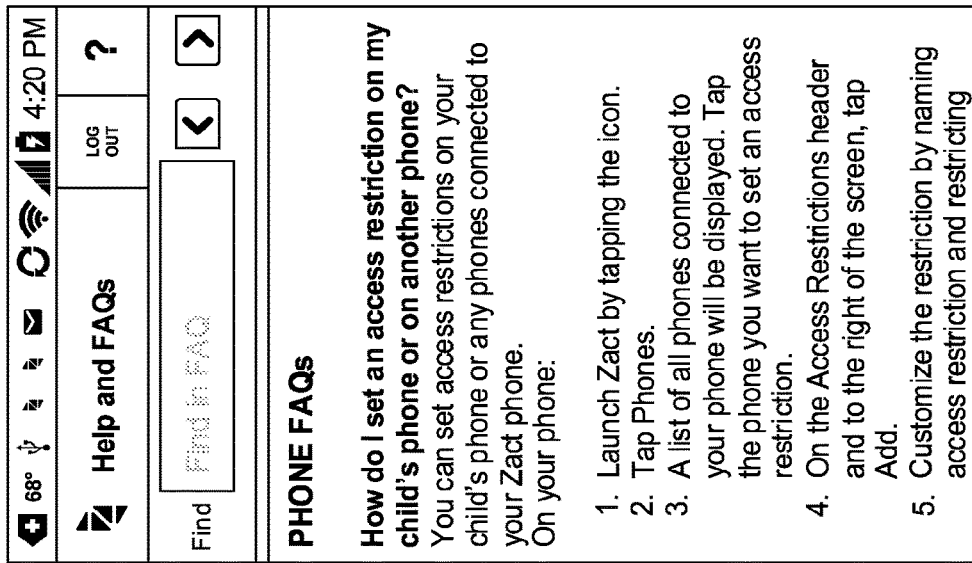 68° 4:20 PM
Help and FAQs LOG OUT ?
Find Find in FAQ < >
PHONE FAQs
How do I set an access restriction on my
child's phone or on another phone?
You can set access restrictions on your
child's phone or any phones connected to
your Zact phone.
On your phone:
1. Launch Zact by tapping the icon.
2. Tap Phones.
3. A list of all phones connected to
your phone will be displayed. Tap
the phone you want to set an access
restriction.
4. On the Access Restrictions header
and to the right of the screen, tap
Add.
5. Customize the restriction by naming
access restriction and restricting